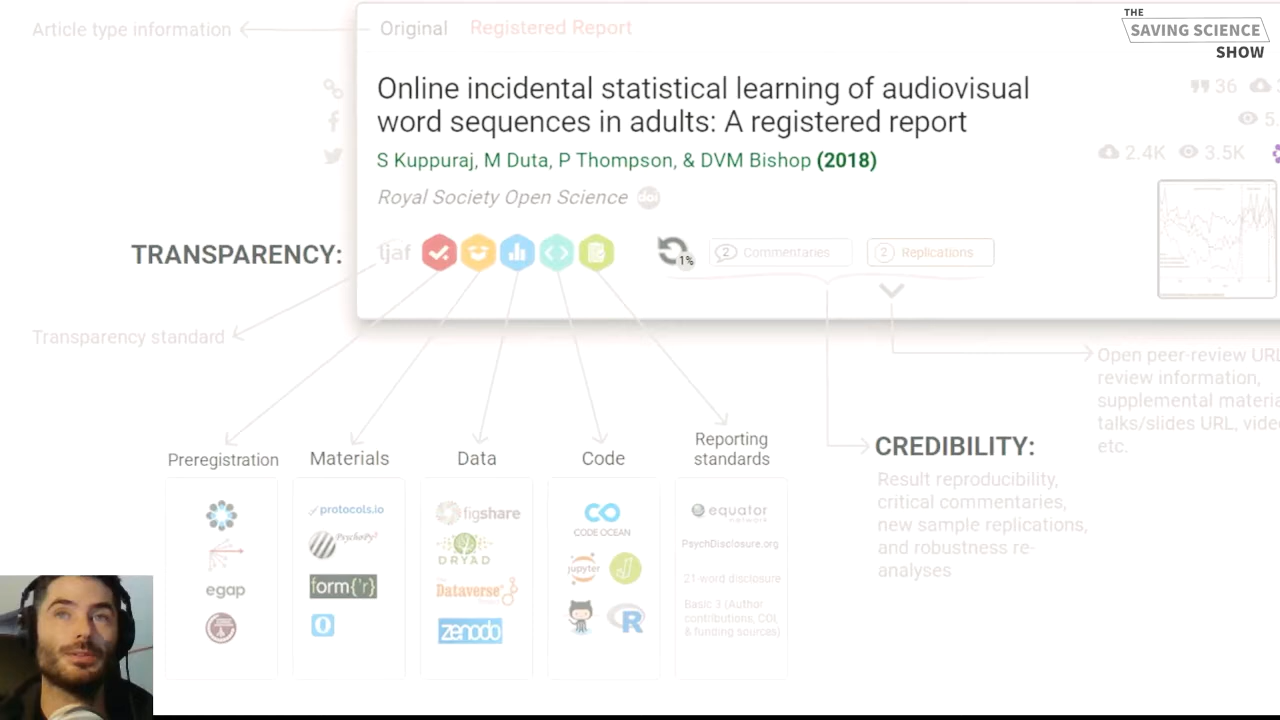 THE
SAVING SCIENCE
SHOW
Article type information
Original Registered Report
Online incidental statistical learning of audiovisual
word sequences in adults: A registered report
S Kuppuraj, M Duta, P Thompson, & DVM Bishop (2018)
Royal Society Open Science doi
36
2.4K 3.5K
TRANSPARENCY:
ljaf
1%
2 Commentaries
2 Replications
Transparency standard
Open peer-review URL
review information,
supplemental materia
talks/slides URL, vide
etc.
CREDIBILITY:
Result reproducibility,
critical commentaries,
new sample replications,
and robustness re-
analyses
Preregistration
egap
Materials
protocols.io
PsychoPy
form{'r}
Data
figshare
DRYAD
Dataverse
zenodo
Code
CODE OCEAN
jupyter
R
Reporting
standards
equator
network
PsychDisclosure.org
21-word disclosure
Basic 3 (Author
contributions, COI,
& funding sources)